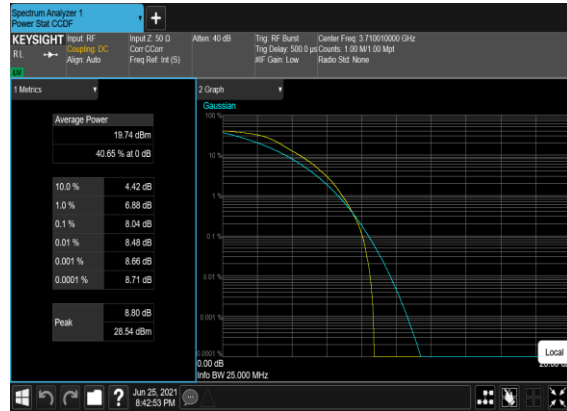 Spectrum Analyzer 1
Power Stat CCDF
+
KEYSIGHT
RL
Input: RF
Coupling: DC
Align: Auto
Input Z: 50 Ω
Corr CCorr
Freq Ref: Int (S)
Atten: 40 dB
Trig: RF Burst
Trig Delay: 500.0 µs
#IF Gain: Low
Center Freq: 3.710010000 GHz
Counts: 1.00 M/1.00 Mpt
Radio Std: None
1 Metrics
Average Power
19.74 dBm
40.65 % at 0 dB
10.0 % 4.42 dB
1.0 % 6.88 dB
0.1 % 8.04 dB
0.01 % 8.48 dB
0.001 % 8.66 dB
0.0001 % 8.71 dB
Peak
8.80 dB
28.54 dBm
2 Graph
Gaussian
100 %
10 %
1 %
0.1 %
0.01 %
0.001 %
0.0001 %
0.00 dB
Info BW 25.000 MHz
Local
?
Jun 25, 2021
8:42:53 PM